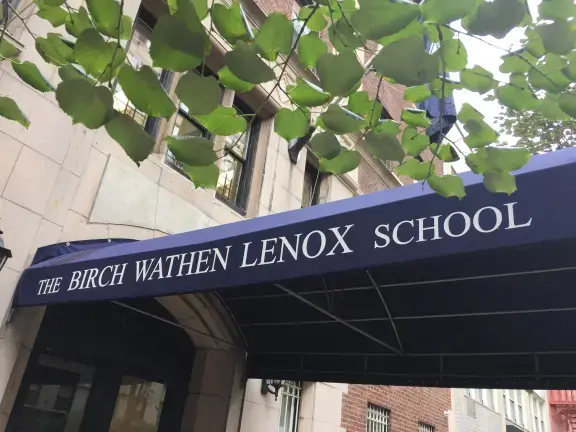 THE BIRCH WATHEN LENOX SCHOOL